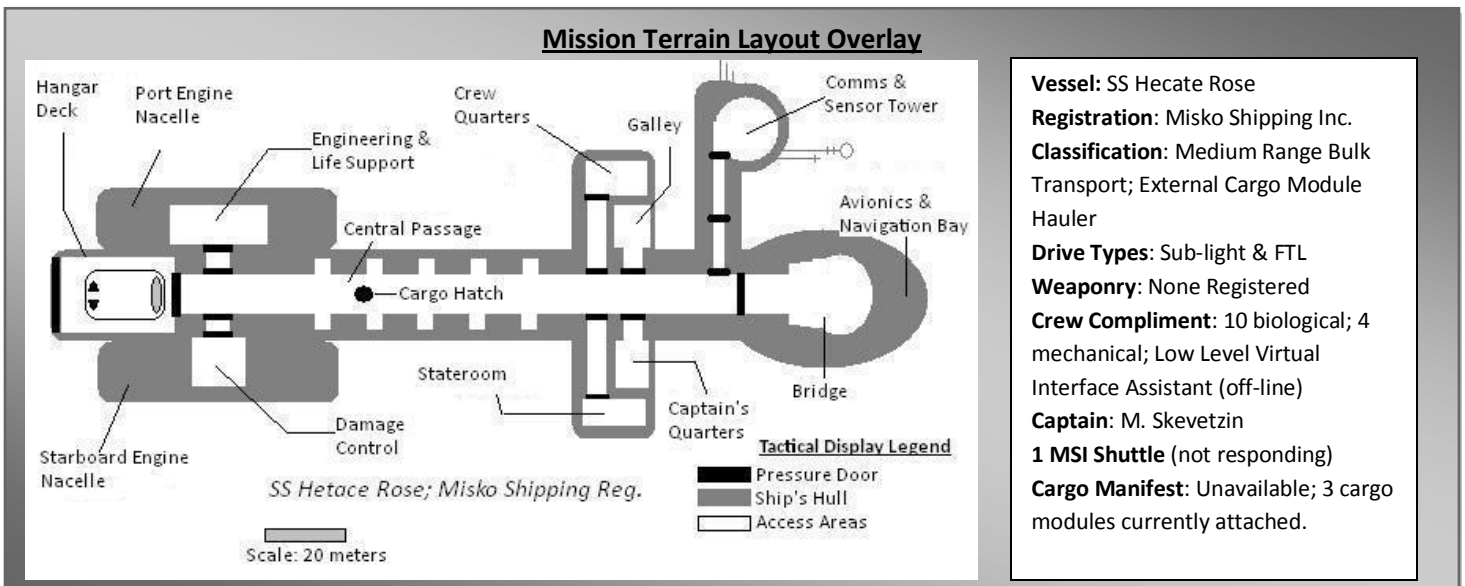 Mission Terrain Layout Overlay
Hangar
Deck
Port Engine
Nacelle
Engineering &
Life Support
Central Passage
Cargo Hatch
Crew
Quarters
Galley
Comms &
Sensor Tower
Avionics &
Navigation Bay
Stateroom
Captain's
Quarters
Bridge
Damage
Control
Starboard Engine
Nacelle
SS Hetace Rose; Misko Shipping Reg.
Scale: 20 meters
Tactical Display Legend
Pressure Door
Ship's Hull
Access Areas
Vessel: SS Hecate Rose
Registration: Misko Shipping Inc.
Classification: Medium Range Bulk
Transport; External Cargo Module
Hauler
Drive Types: Sub-light & FTL
Weaponry: None Registered
Crew Compliment: 10 biological; 4
mechanical; Low Level Virtual
Interface Assistant (off-line)
Captain: M. Skevetzin
1 MSI Shuttle (not responding)
Cargo Manifest: Unavailable; 3 cargo
modules currently attached.